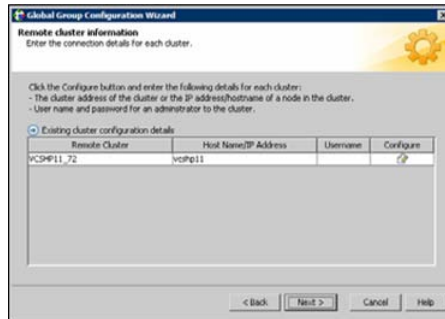 Global Group Configuration Wizard
Remote cluster information
Enter the connection details for each cluster.
Click the Configure button and enter the following details for each cluster:
- The cluster address of the cluster or the IP address/hostname of a node in the cluster.
- User name and password for an administrator to the cluster.
Existing cluster configuration details
Remote Cluster Host Name/IP Address Username Configure
VCSHP11_72 vcshp11
< Back Next > Cancel Help